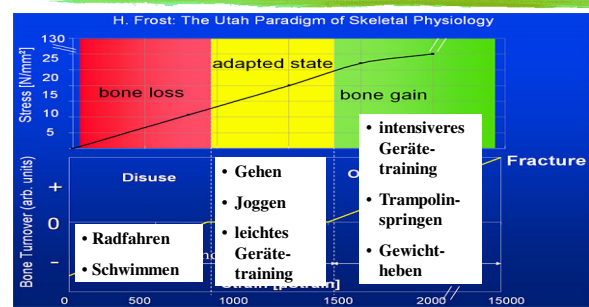 H. Frost: The Utah Paradigm of Skeletal Physiology
Stress [N/mm²]
130
25
20
15
10
5
bone loss
adapted state
bone gain
Bone Turnover (arb. units)
+
0
-
Disuse
Fracture
• Radfahren
• Schwimmen
• Gehen
• Joggen
• leichtes
Geräte-
training
• intensiveres
Geräte-
training
• Trampolin-
springen
• Gewicht-
heben
0
500
1000
1500
2000
15000